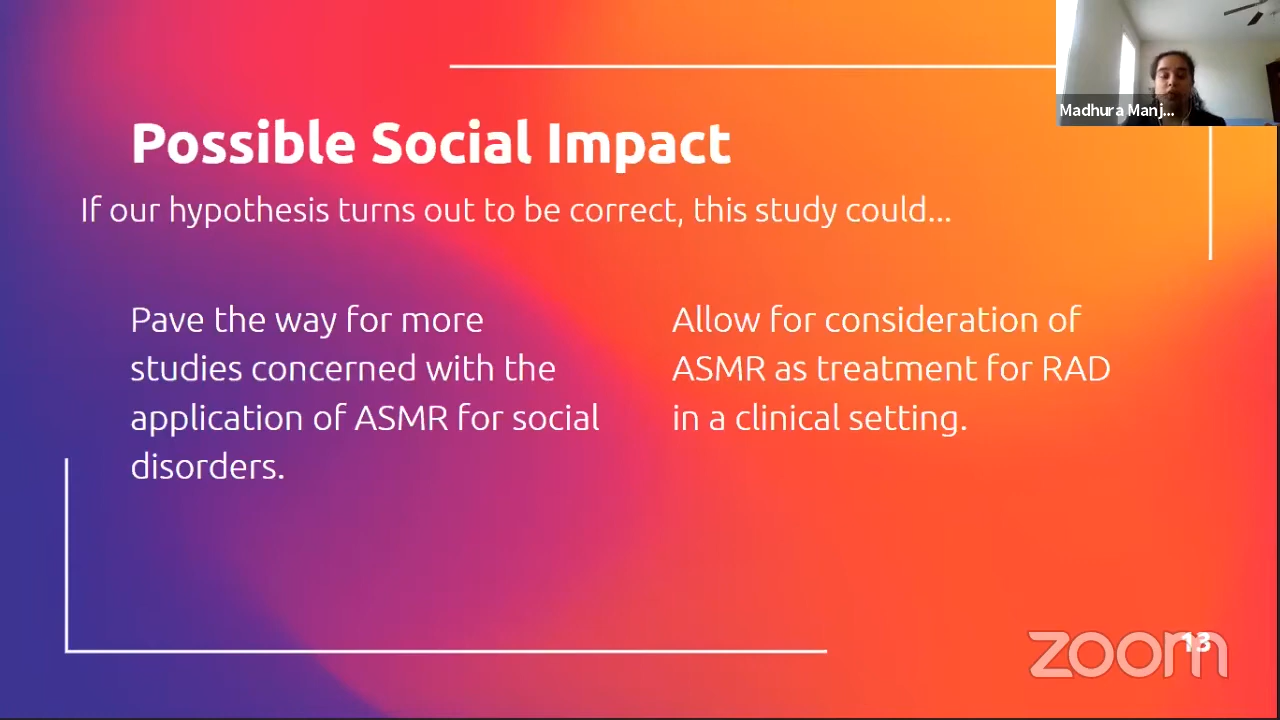 Madhura Manj...
Possible Social Impact
If our hypothesis turns out to be correct, this study could...
Pave the way for more
studies concerned with the
application of ASMR for social
disorders.
Allow for consideration of
ASMR as treatment for RAD
in a clinical setting.
13
zoom